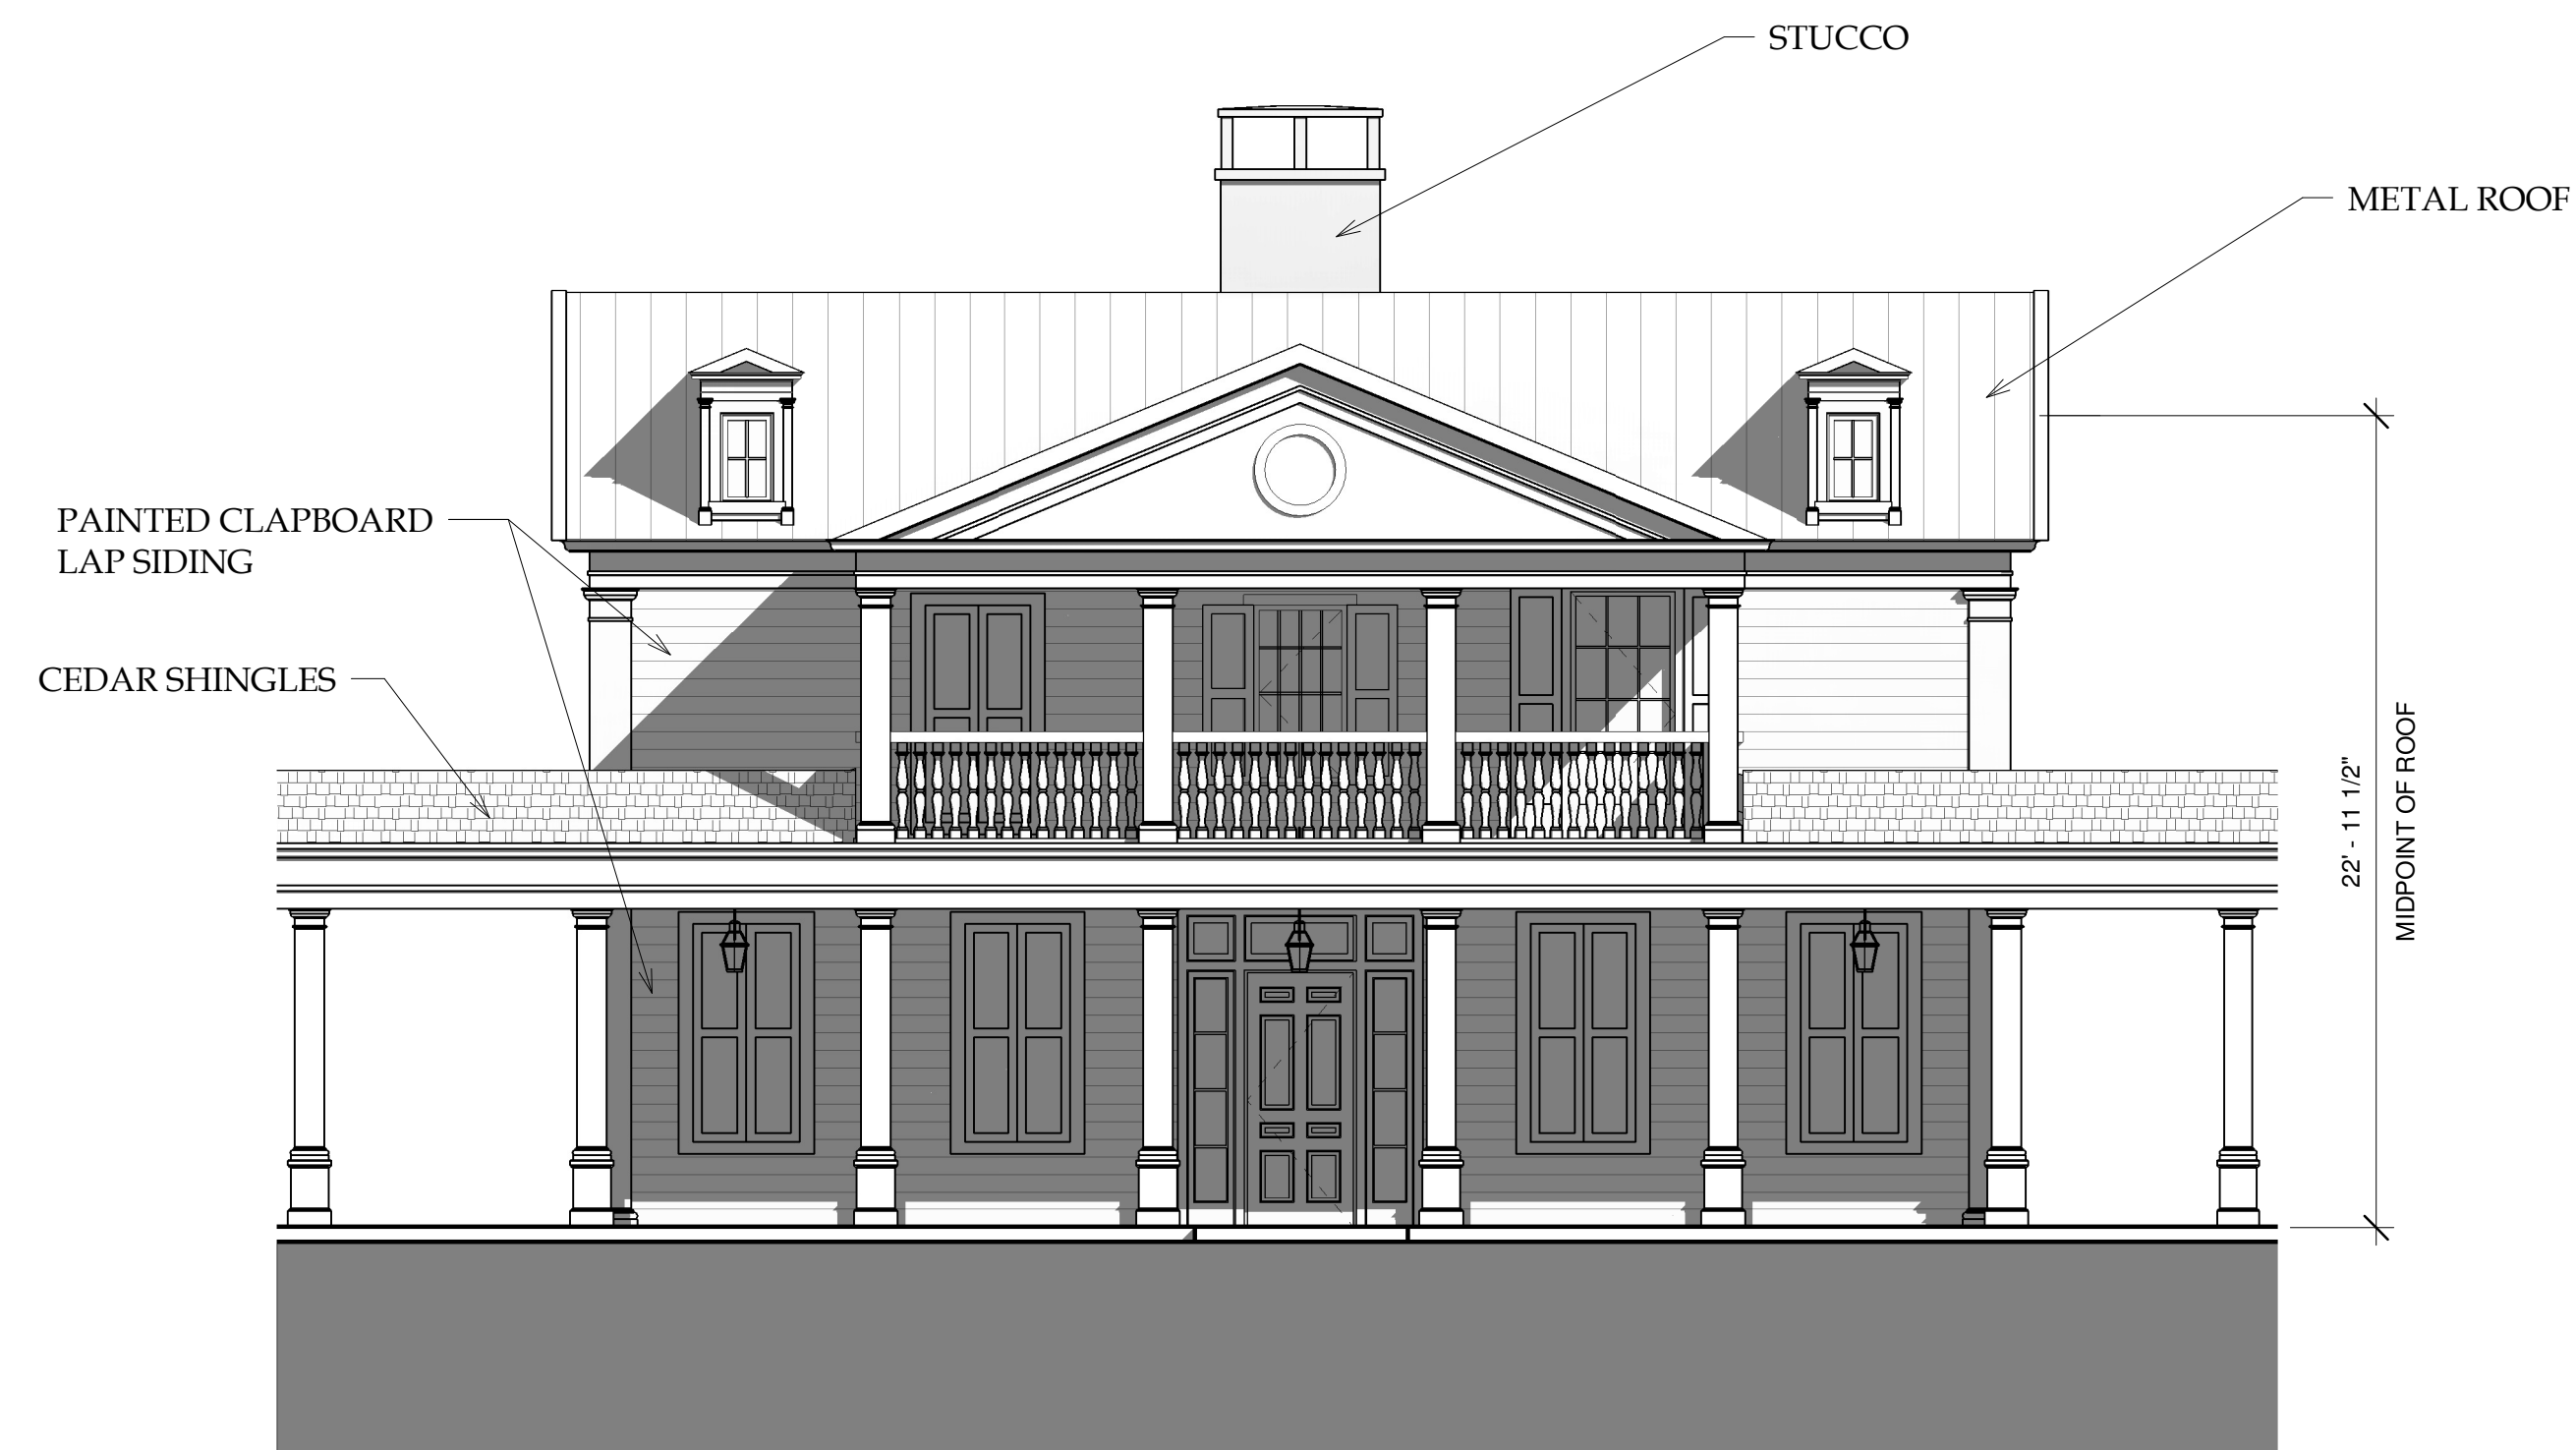 STUCCO
METAL ROOF
PAINTED CLAPBOARD
LAP SIDING
CEDAR SHINGLES
22' - 11 1/2"
MIDPOINT OF ROOF